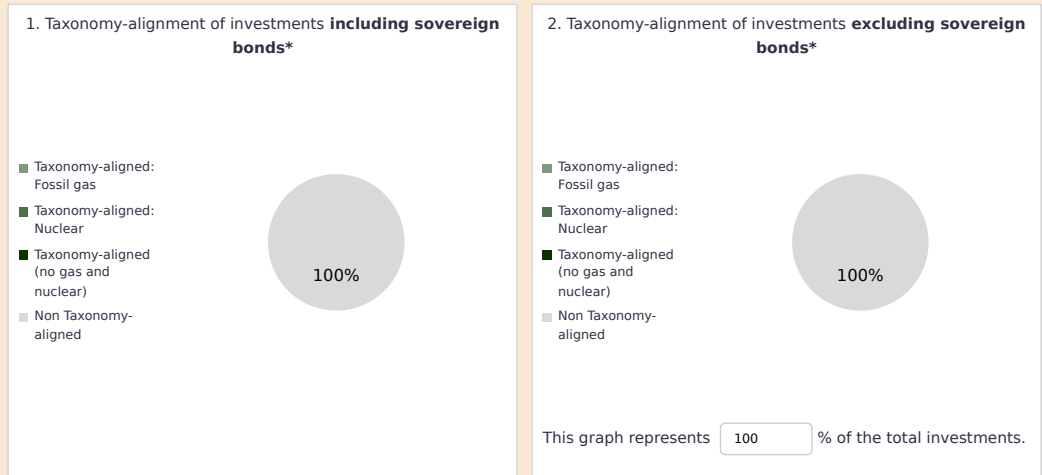 1. Taxonomy-alignment of investments including sovereign
bonds*
Taxonomy-aligned:
Fossil gas
Taxonomy-aligned:
Nuclear
Taxonomy-aligned
(no gas and
nuclear)
Non Taxonomy-
aligned
100%
2. Taxonomy-alignment of investments excluding sovereign
bonds*
Taxonomy-aligned:
Fossil gas
Taxonomy-aligned:
Nuclear
Taxonomy-aligned
(no gas and
nuclear)
Non Taxonomy-
aligned
100%
This graph represents 100 % of the total investments.